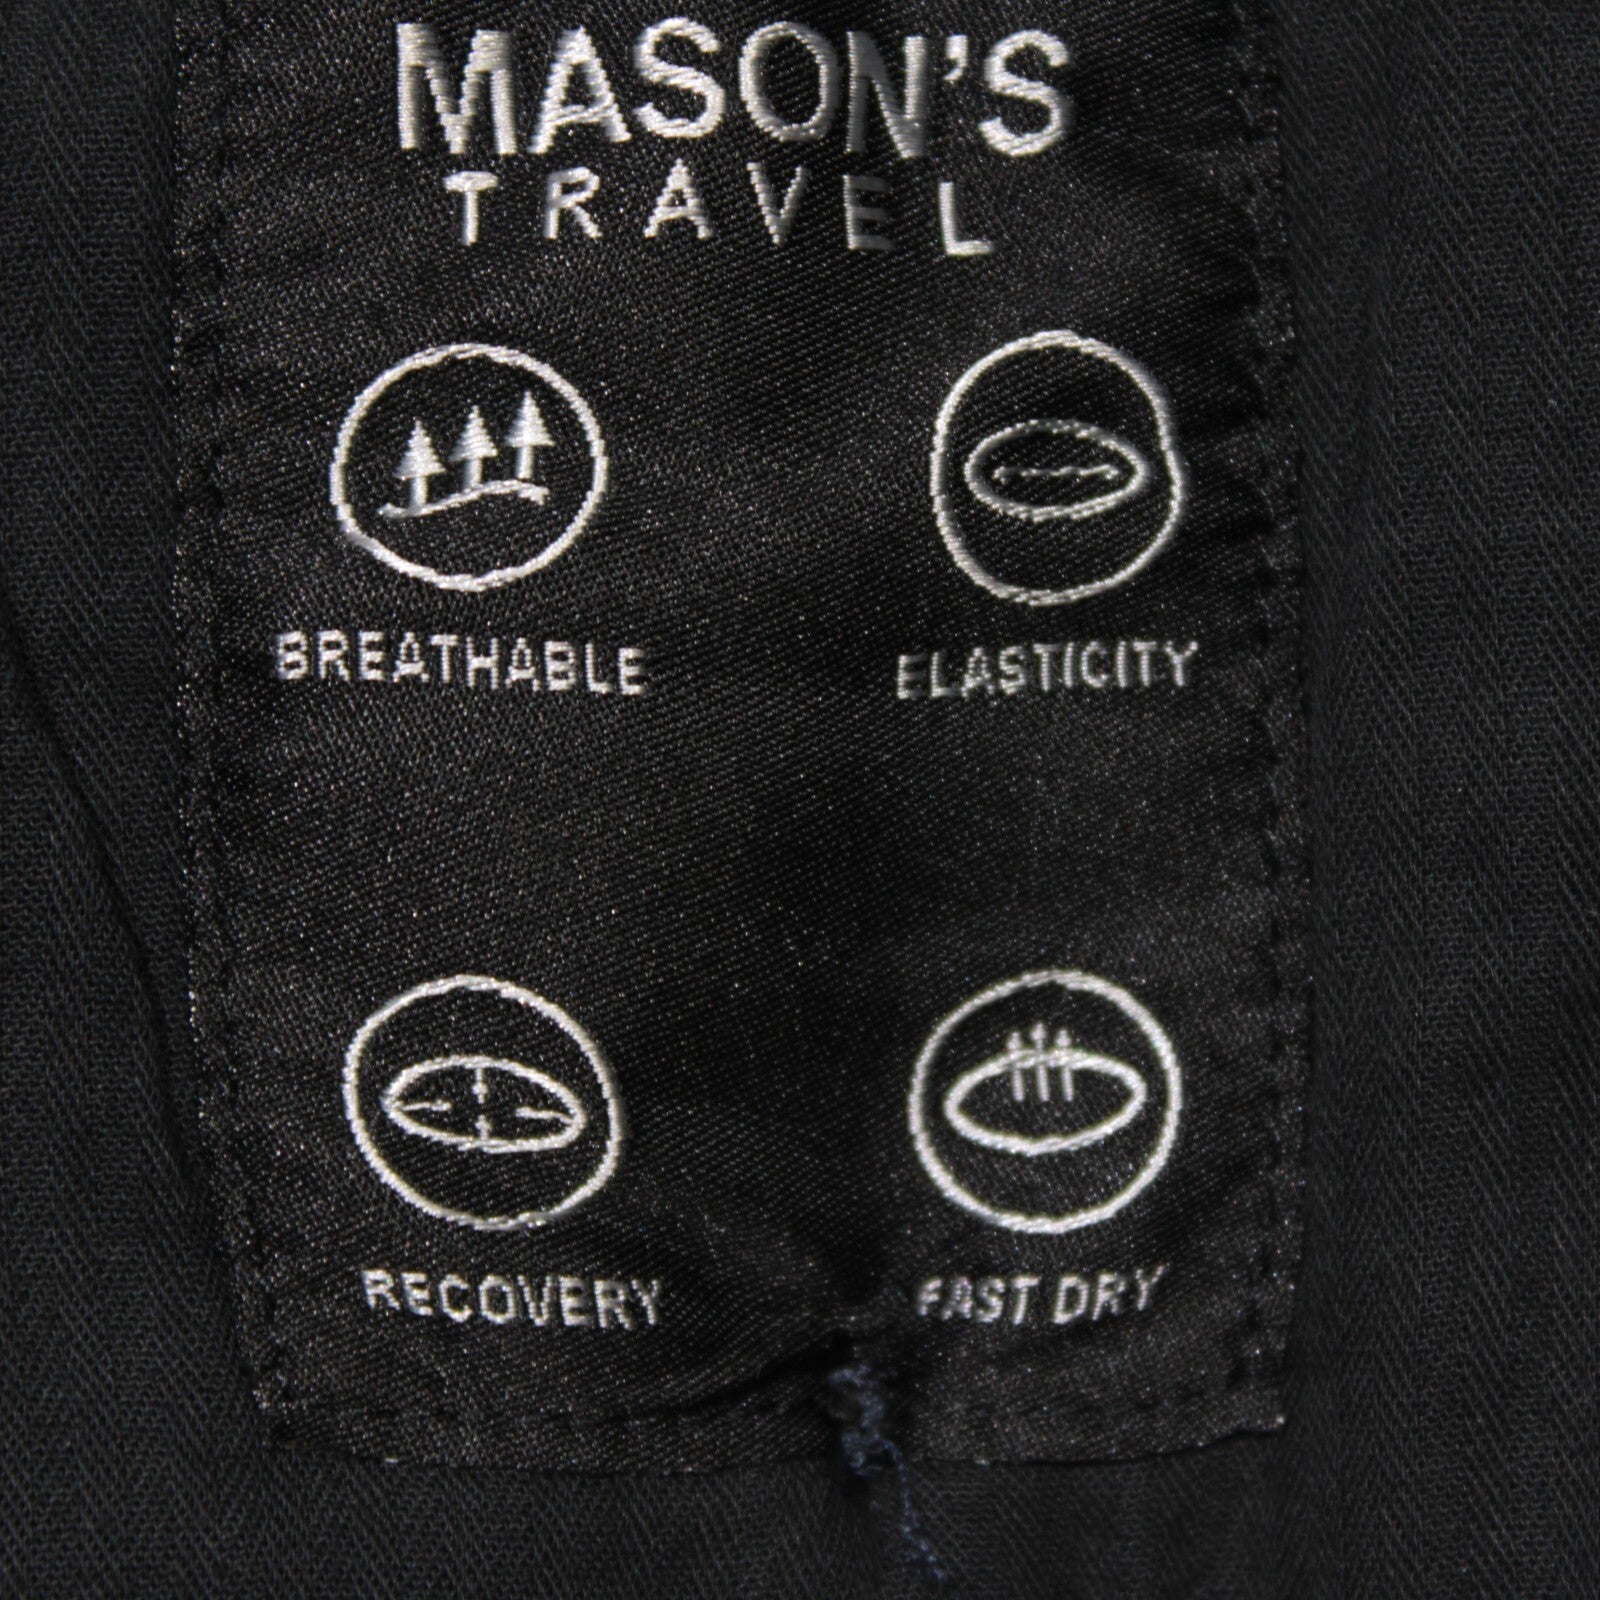 MASON'S
TRAVEL
BREATHABLE
ELASTICITY
RECOVERY
FAST DRY